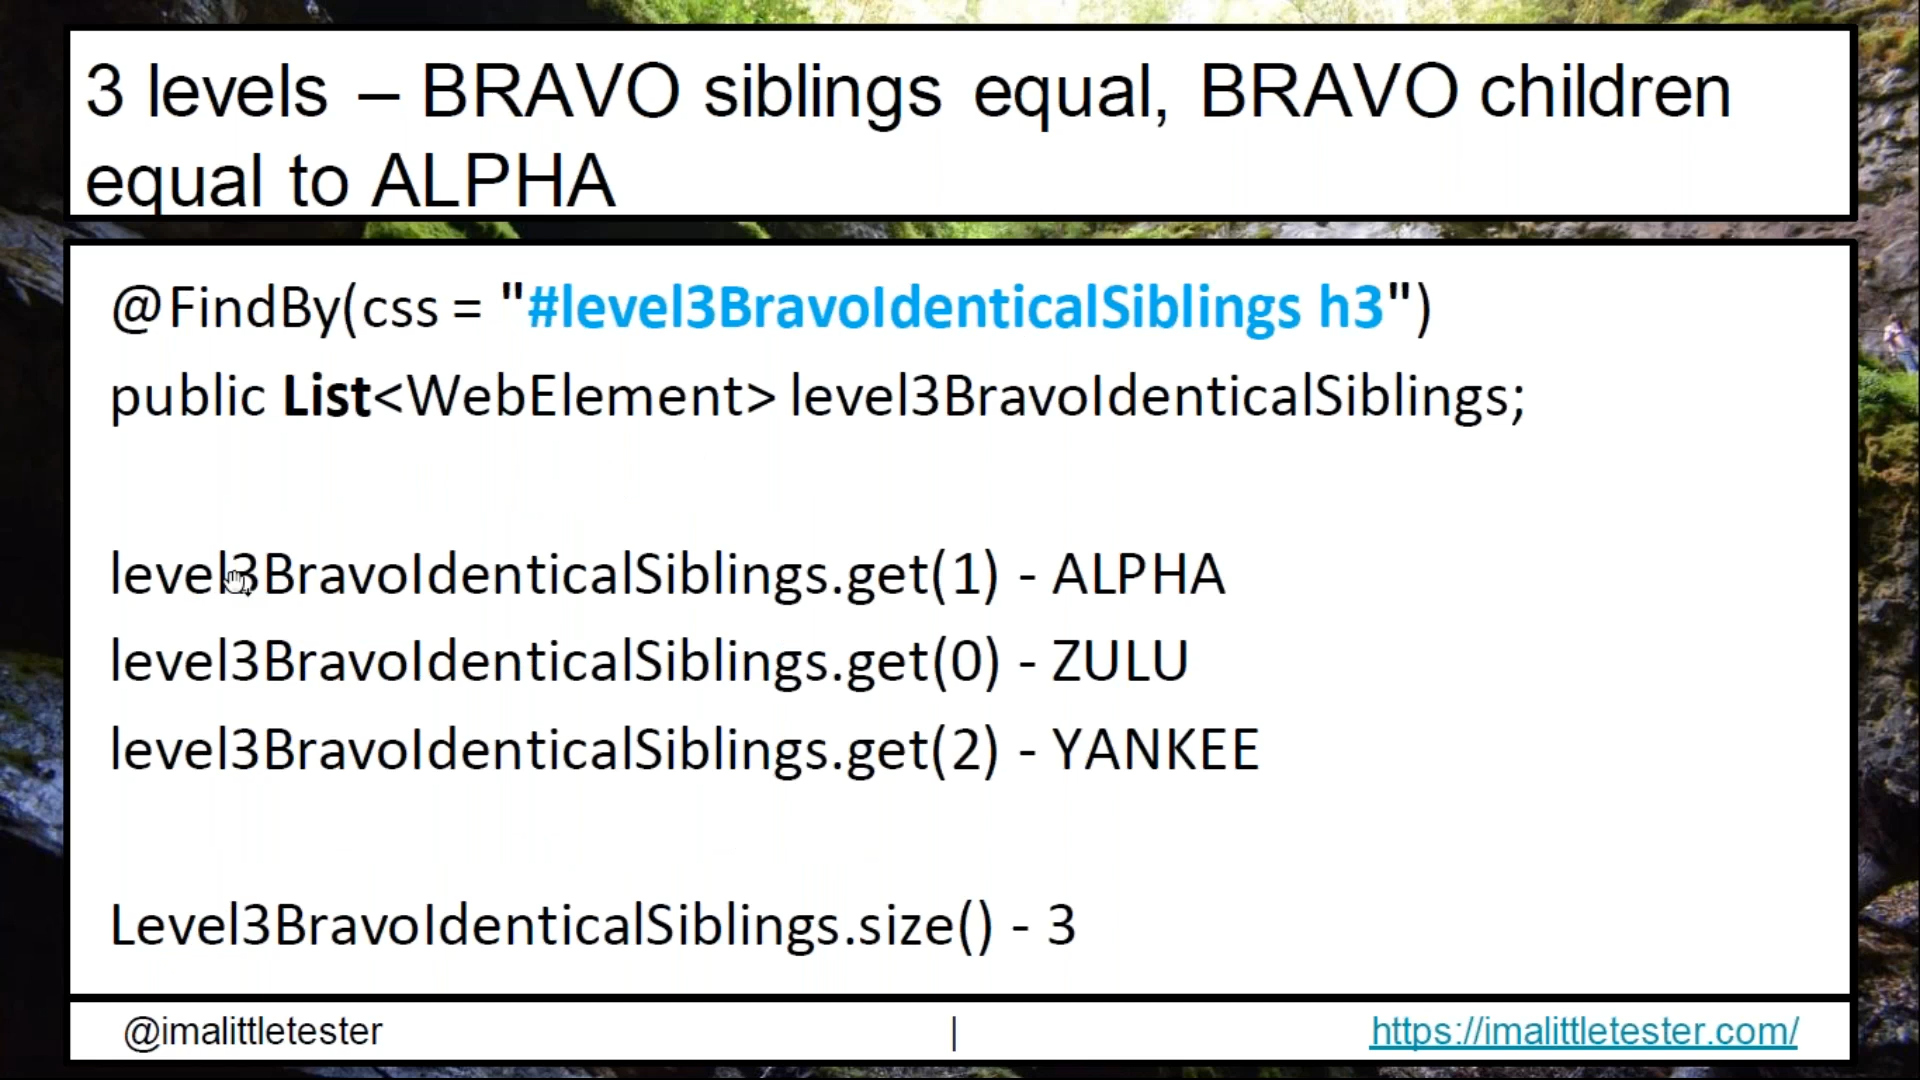 3 levels – BRAVO siblings equal, BRAVO children
equal to ALPHA
@FindBy(css = "#level3BravoIdenticalSiblings h3")
public List<WebElement> level3BravoIdenticalSiblings;
level3BravoIdenticalSiblings.get(1) - ALPHA
level3BravoIdenticalSiblings.get(0) - ZULU
level3BravoIdenticalSiblings.get(2) - YANKEE
Level3BravoIdenticalSiblings.size() - 3
@imalittletester | https://imalittletester.com/